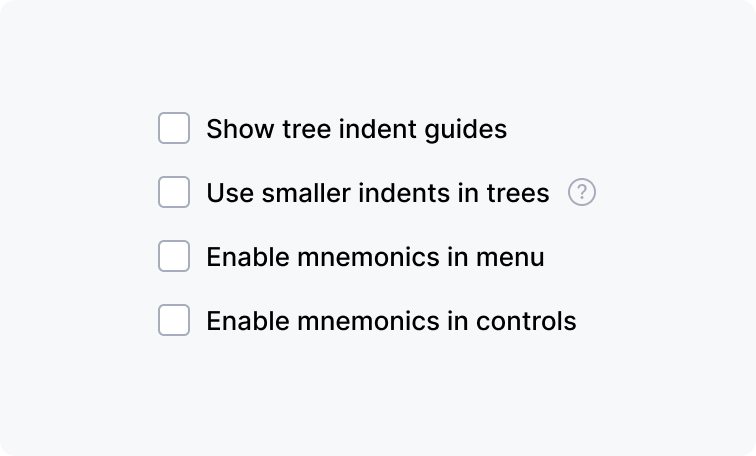 Show tree indent guides
Use smaller indents in trees ?
Enable mnemonics in menu
Enable mnemonics in controls